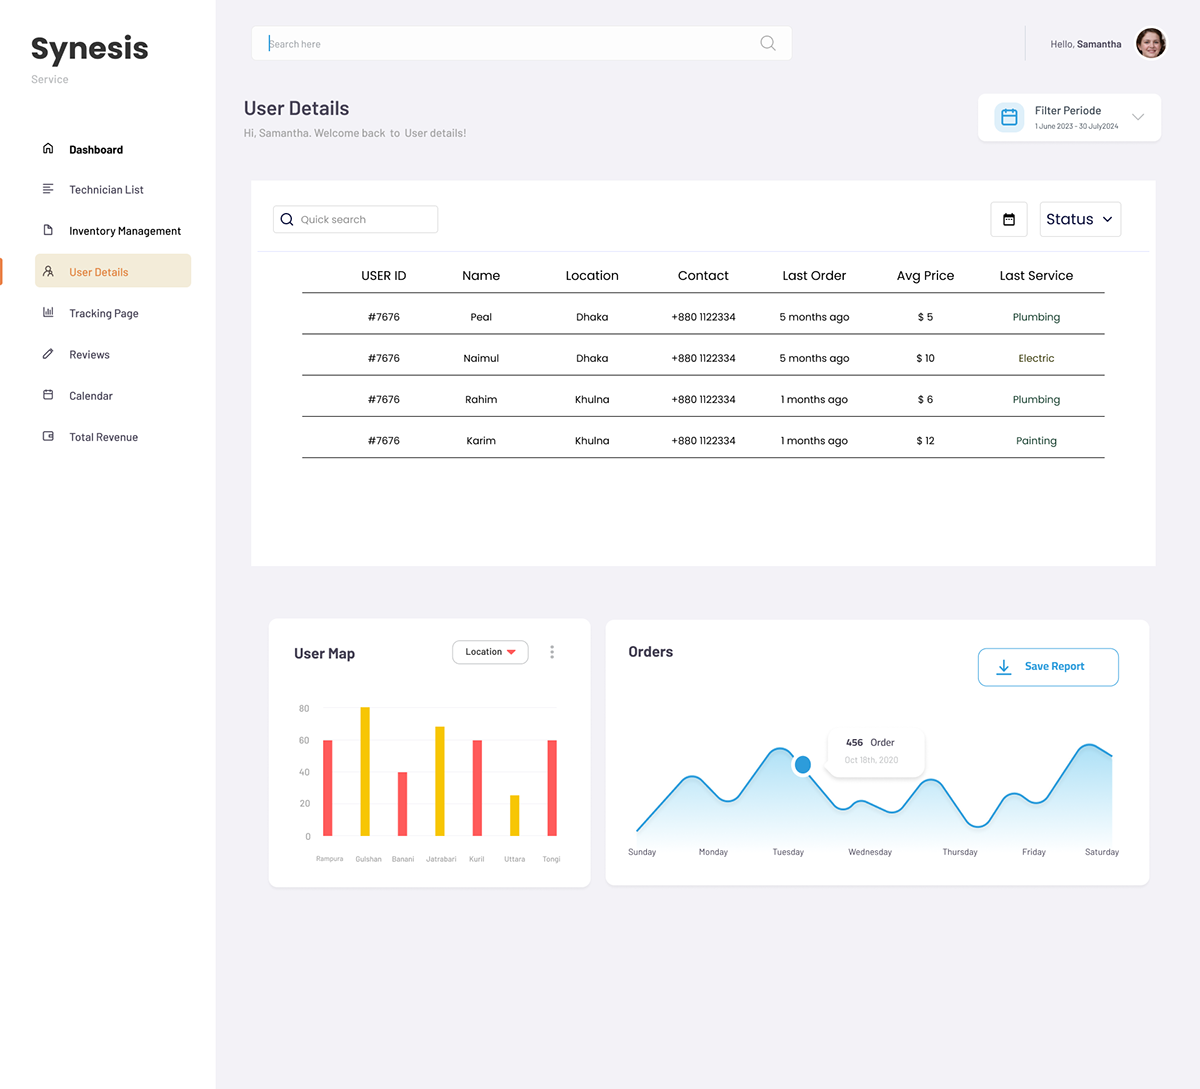 Synesis
Service
Search here
Hello, Samantha
User Details
Hi, Samantha. Welcome back to User details!
Filter Periode
1 June 2023 - 30 July2024
Dashboard
Technician List
Inventory Management
User Details
Tracking Page
Reviews
Calendar
Total Revenue
Quick search
Status
USER ID Name Location Contact Last Order Avg Price Last Service
#7676 Peal Dhaka +880 1122334 5 months ago $ 5 Plumbing
#7676 Naimul Dhaka +880 1122334 5 months ago $ 10 Electric
#7676 Rahim Khulna +880 1122334 1 months ago $ 6 Plumbing
#7676 Karim Khulna +880 1122334 1 months ago $ 12 Painting
User Map
Location
80
60
40
20
0
Rampura Gulshan Banani Jatrabari Kuril Uttara Tongi
Orders
Save Report
456 Order
Oct 18th, 2020
Sunday Monday Tuesday Wednesday Thursday Friday Saturday